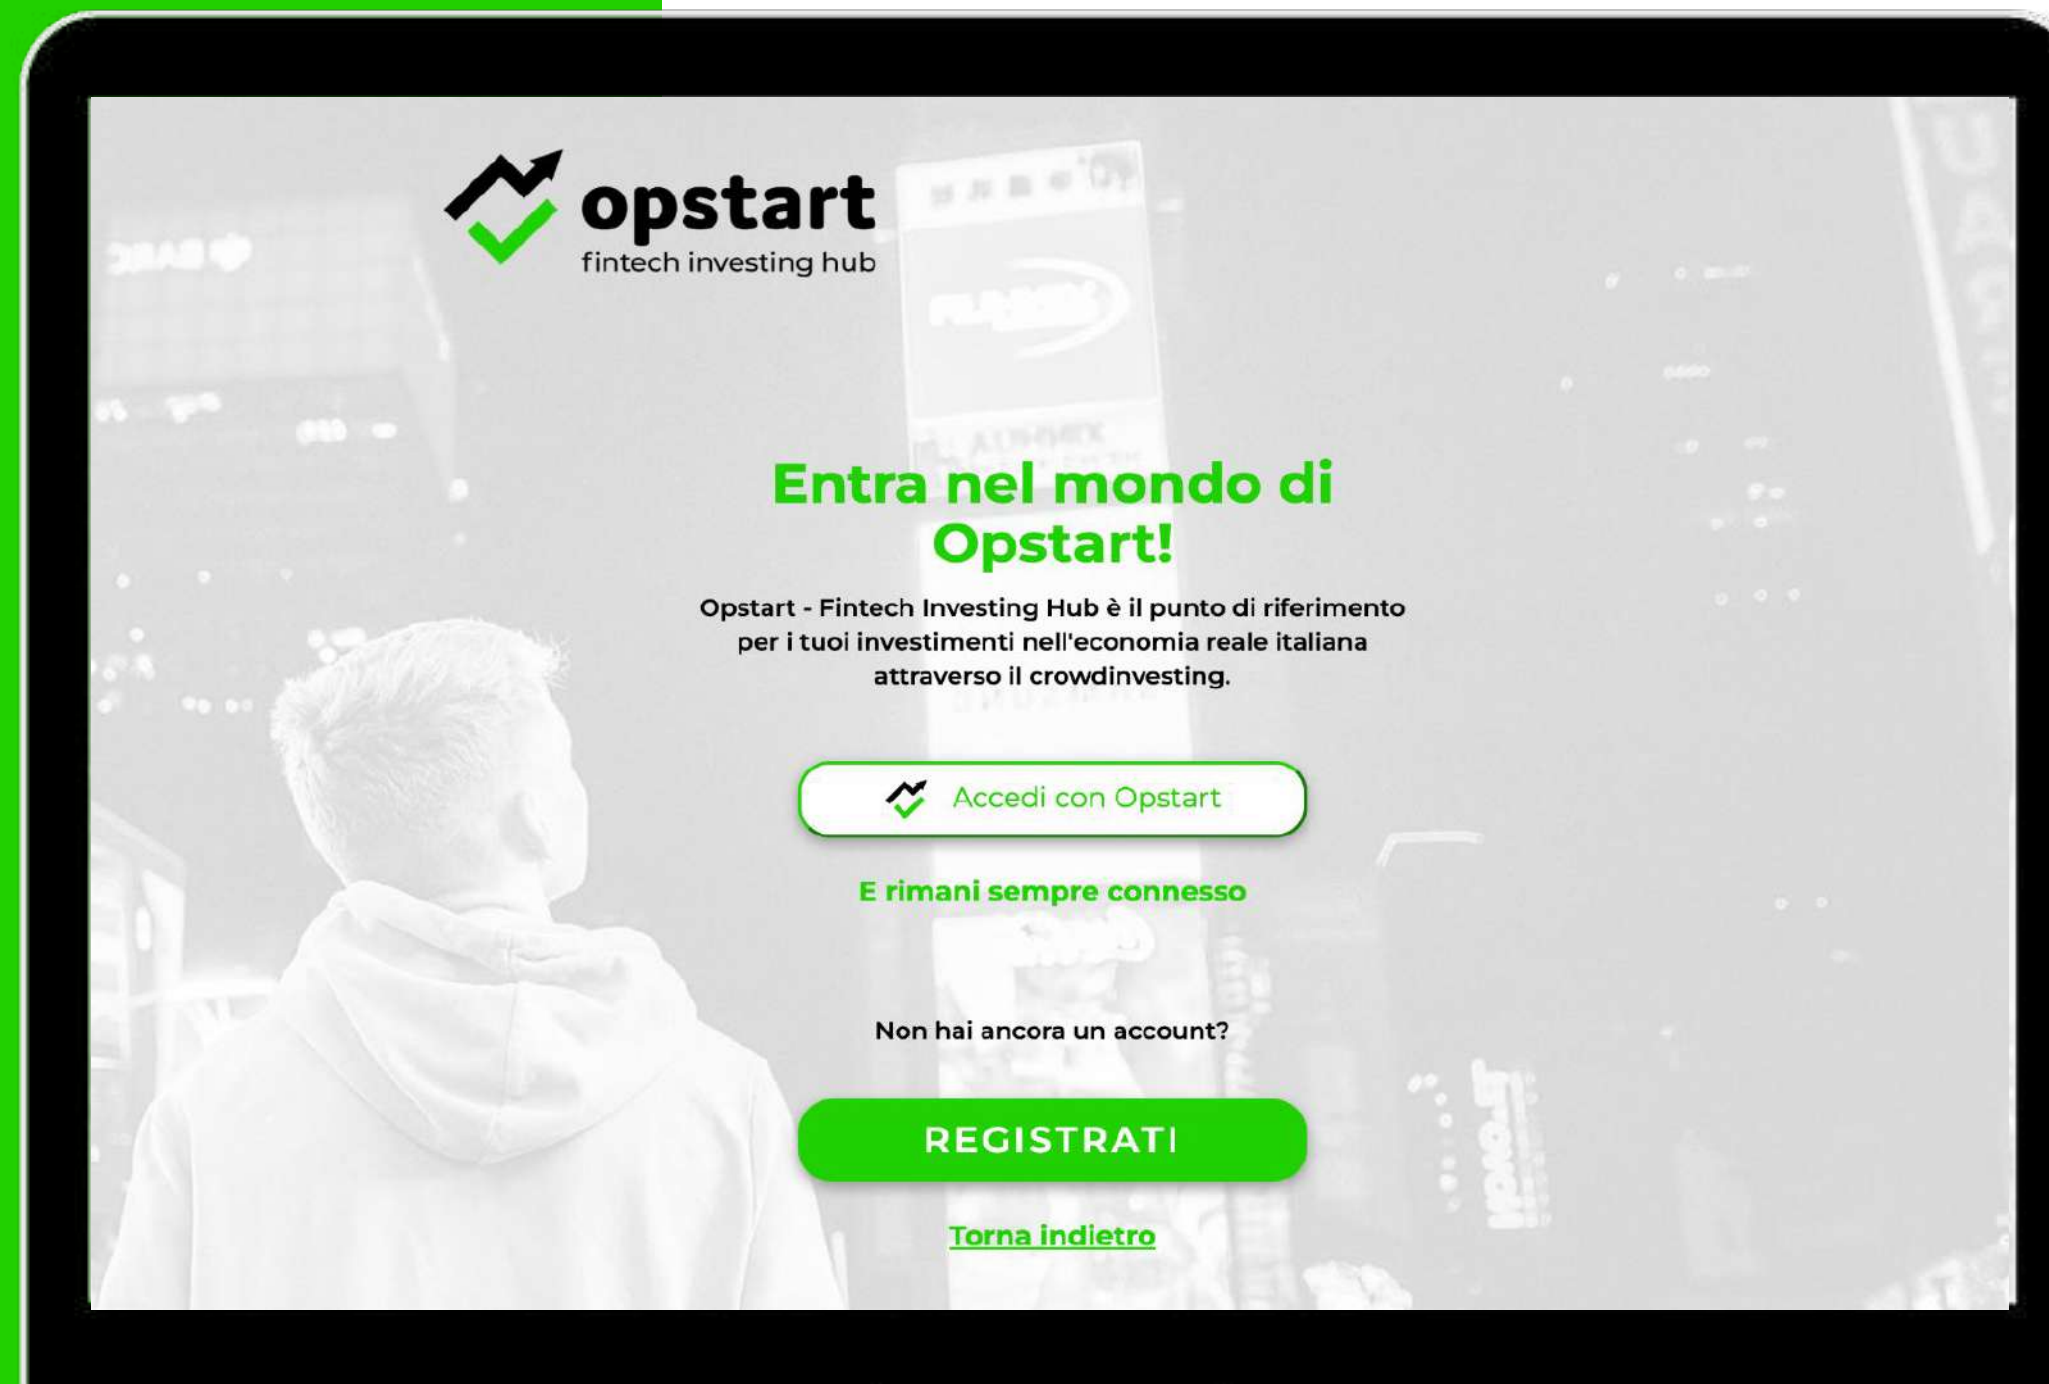 opstart
fintech investing hub
Entra nel mondo di
Opstart!
Opstart - Fintech Investing Hub è il punto di riferimento
per i tuoi investimenti nell'economia reale italiana
attraverso il crowdinvesting.
Accedi con Opstart
E rimani sempre connesso
Non hai ancora un account?
REGISTRATI
Torna indietro